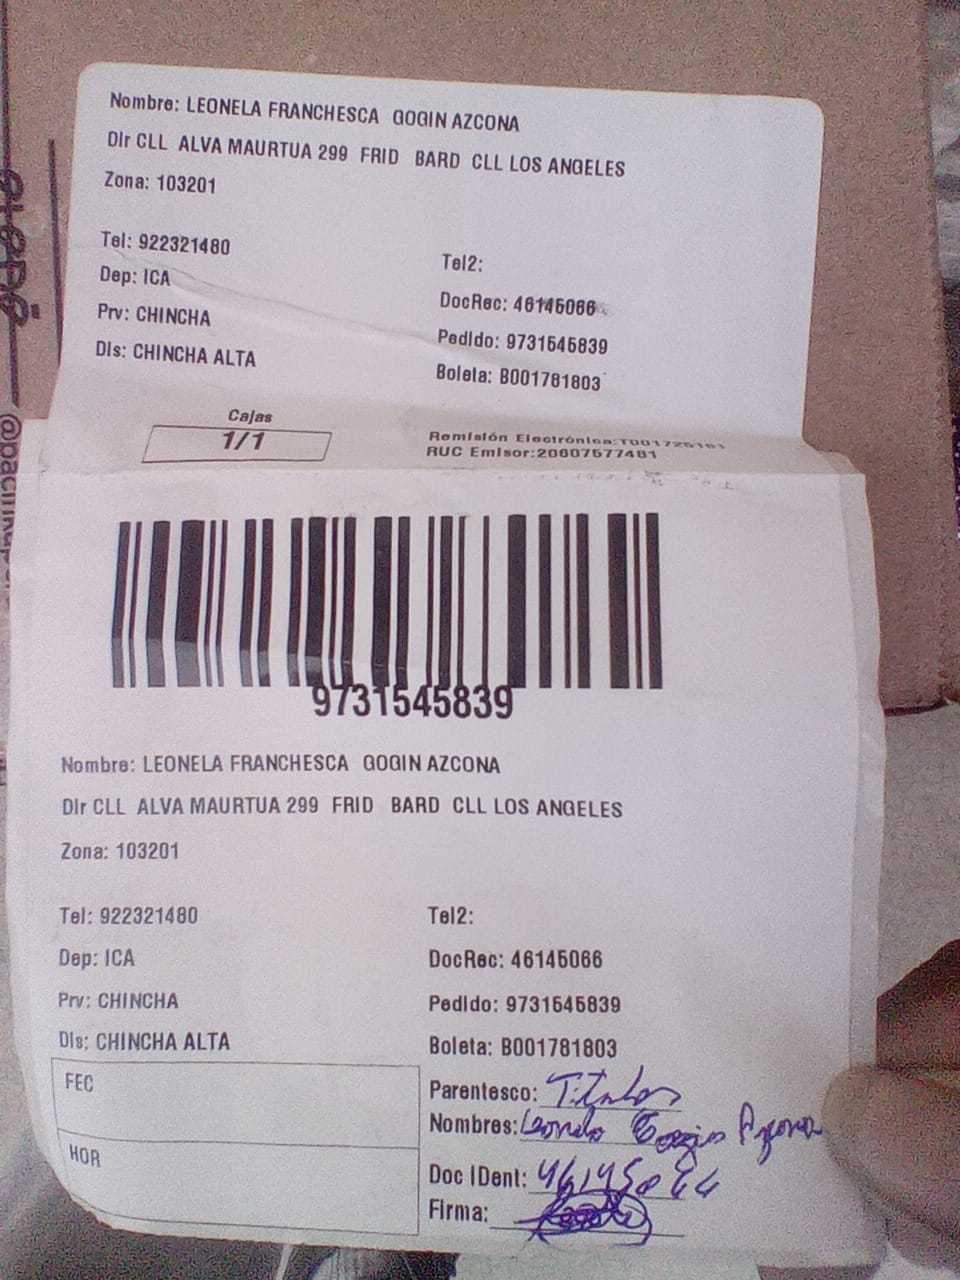 Nombre: LEONELA FRANCHESCA GOGIN AZCONA
Dir CLL ALVA MAURTUA 299 FRID BARD CLL LOS ANGELES
Zona: 103201
Tel: 922321480
Tel2:
Dep: ICA
DocRec: 46145066
Prv: CHINCHA
Pedido: 9731545839
Dis: CHINCHA ALTA
Boleta: B001781803
Cajas
1/1
Remisión Electrónica:
RUC Emisor:20607577481
9731545839
Nombre: LEONELA FRANCHESCA GOGIN AZCONA
Dir CLL ALVA MAURTUA 299 FRID BARD CLL LOS ANGELES
Zona: 103201
Tel: 922321480
Tel2:
Dep: ICA
DocRec: 46145066
Prv: CHINCHA
Pedido: 9731545839
Dis: CHINCHA ALTA
Boleta: B001781803
FEC
HOR
Parentesco: Titular
Nombres: Azcona
Doc IDent:
Firma: